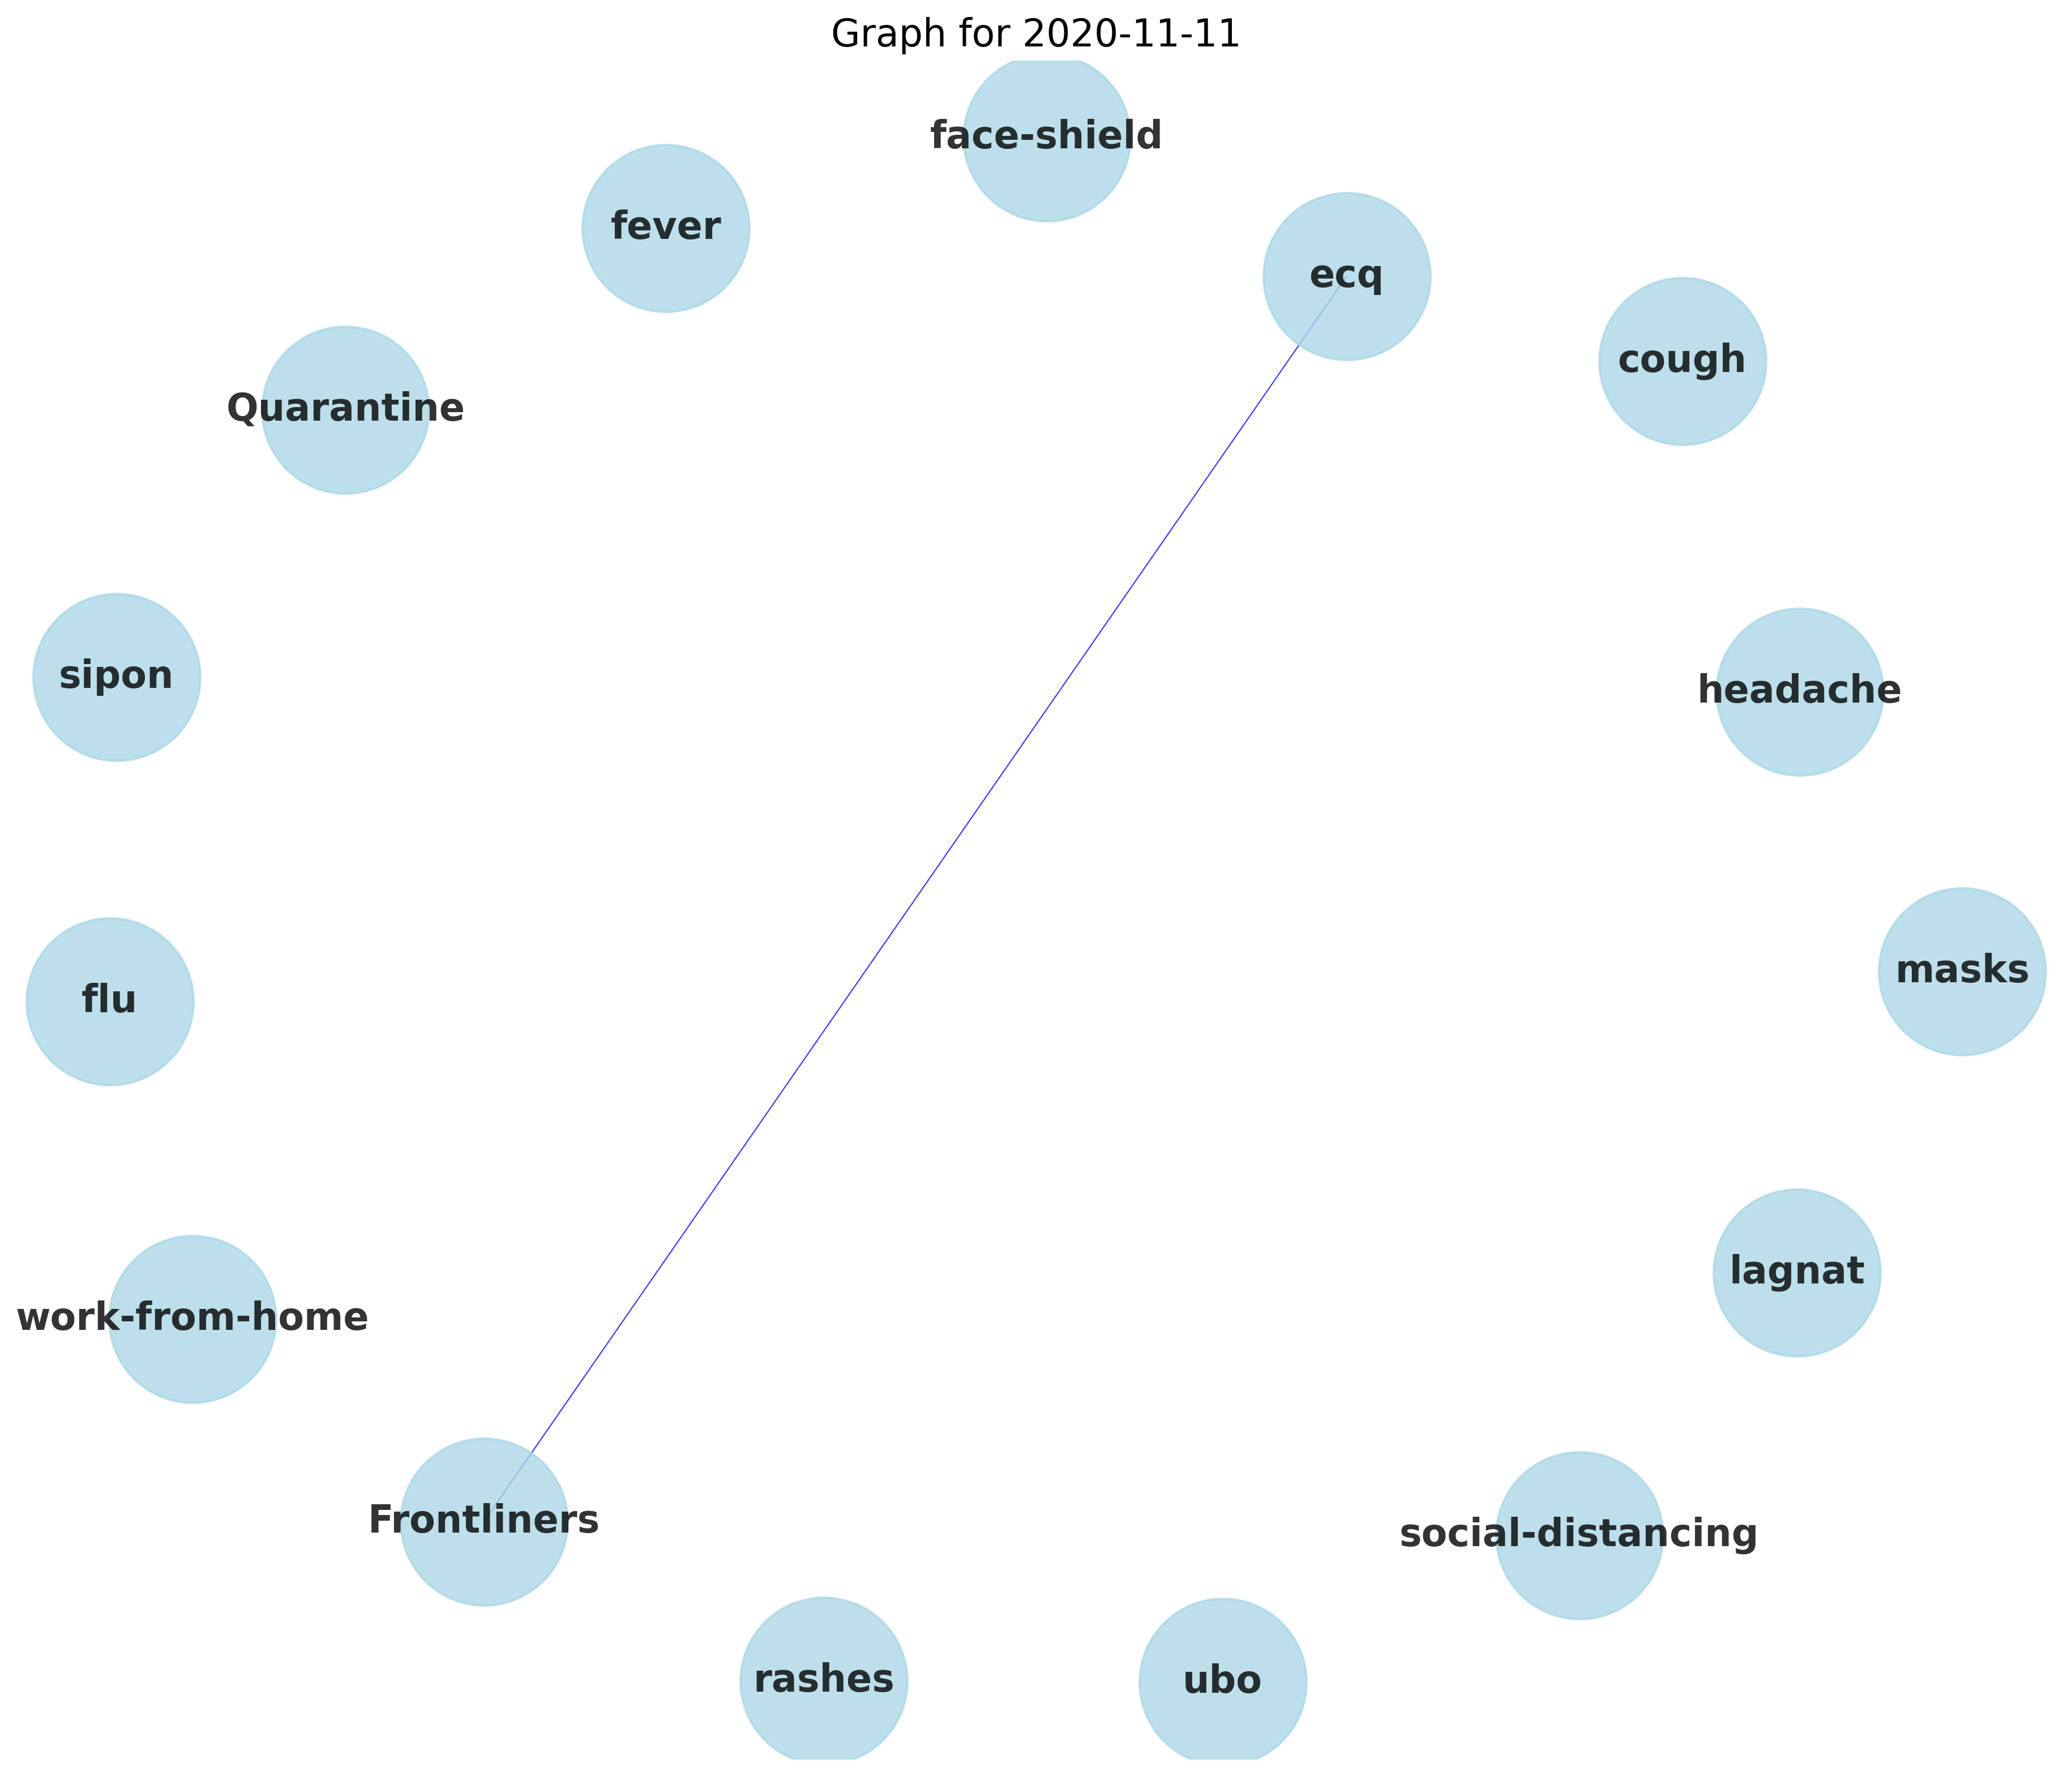 Graph for 2020-11-11
face-shield
fever
ecq
cough
Quarantine
sipon
headache
masks
flu
lagnat
work-from-home
Frontliners
social-distancing
rashes
ubo